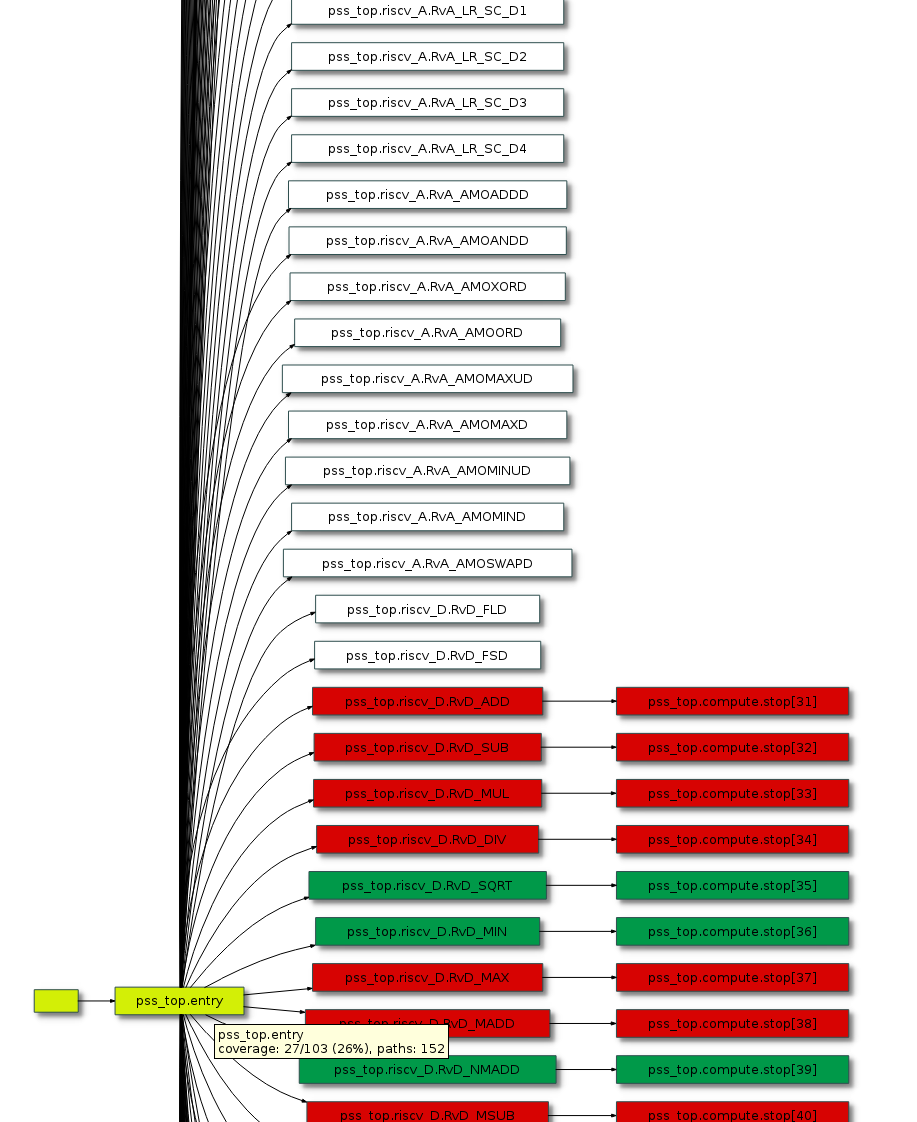 pss_top.riscv_A.RvA_LR_SC_D1
pss_top.riscv_A.RvA_LR_SC_D2
pss_top.riscv_A.RvA_LR_SC_D3
pss_top.riscv_A.RvA_LR_SC_D4
pss_top.riscv_A.RvA_AMOADDD
pss_top.riscv_A.RvA_AMOANDD
pss_top.riscv_A.RvA_AMOXORD
pss_top.riscv_A.RvA_AMOORD
pss_top.riscv_A.RvA_AMOMAXUD
pss_top.riscv_A.RvA_AMOMAXD
pss_top.riscv_A.RvA_AMOMINUD
pss_top.riscv_A.RvA_AMOMIND
pss_top.riscv_A.RvA_AMOSWAPD
pss_top.riscv_D.RvD_FLD
pss_top.riscv_D.RvD_FSD
pss_top.riscv_D.RvD_ADD pss_top.compute.stop[31]
pss_top.riscv_D.RvD_SUB pss_top.compute.stop[32]
pss_top.riscv_D.RvD_MUL pss_top.compute.stop[33]
pss_top.riscv_D.RvD_DIV pss_top.compute.stop[34]
pss_top.riscv_D.RvD_SQRT pss_top.compute.stop[35]
pss_top.riscv_D.RvD_MIN pss_top.compute.stop[36]
pss_top.riscv_D.RvD_MAX pss_top.compute.stop[37]
pss_top.entry
pss_top.riscv_D.RvD_MADD pss_top.compute.stop[38]
pss_top.entry
coverage: 27/103 (26%), paths: 152
pss_top.riscv_D.RvD_NMADD pss_top.compute.stop[39]
pss_top.riscv_D.RvD_MSUB pss_top.compute.stop[40]